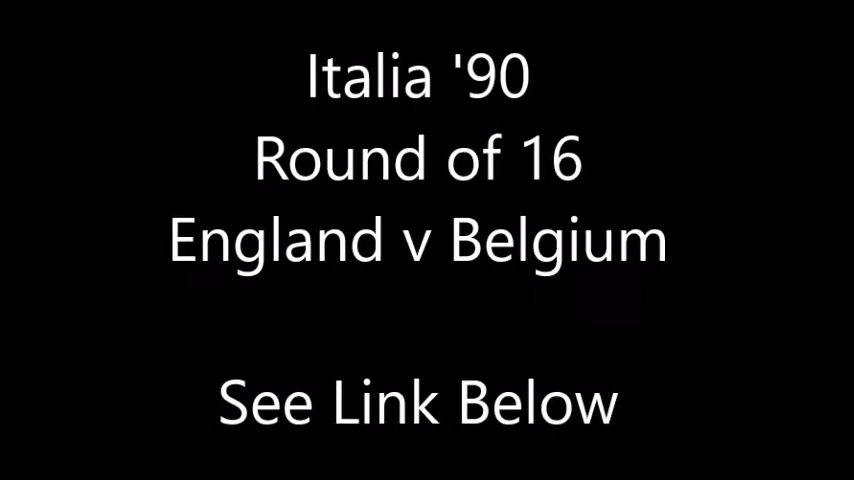 Italia '90
Round of 16
England v Belgium
See Link Below